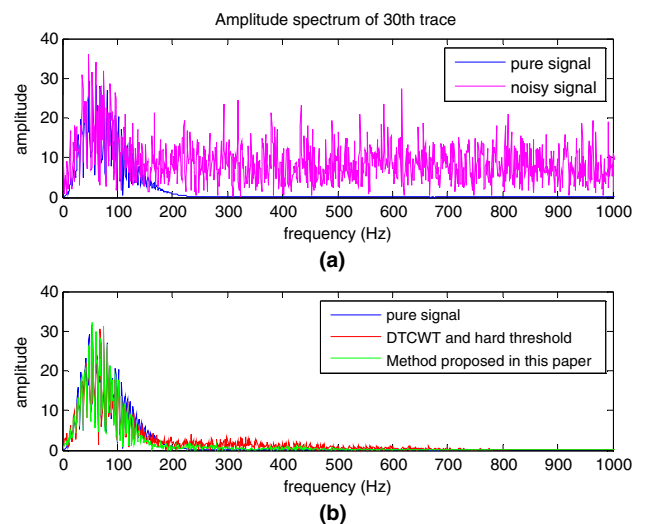 Amplitude spectrum of 30th trace
40
30
20
10
0
amplitude
pure signal
noisy signal
0 100 200 300 400 500 600 700 800 900 1000
frequency (Hz)
(a)
40
30
20
10
0
amplitude
pure signal
DTCWT and hard threshold
Method proposed in this paper
0 100 200 300 400 500 600 700 800 900 1000
frequency (Hz)
(b)